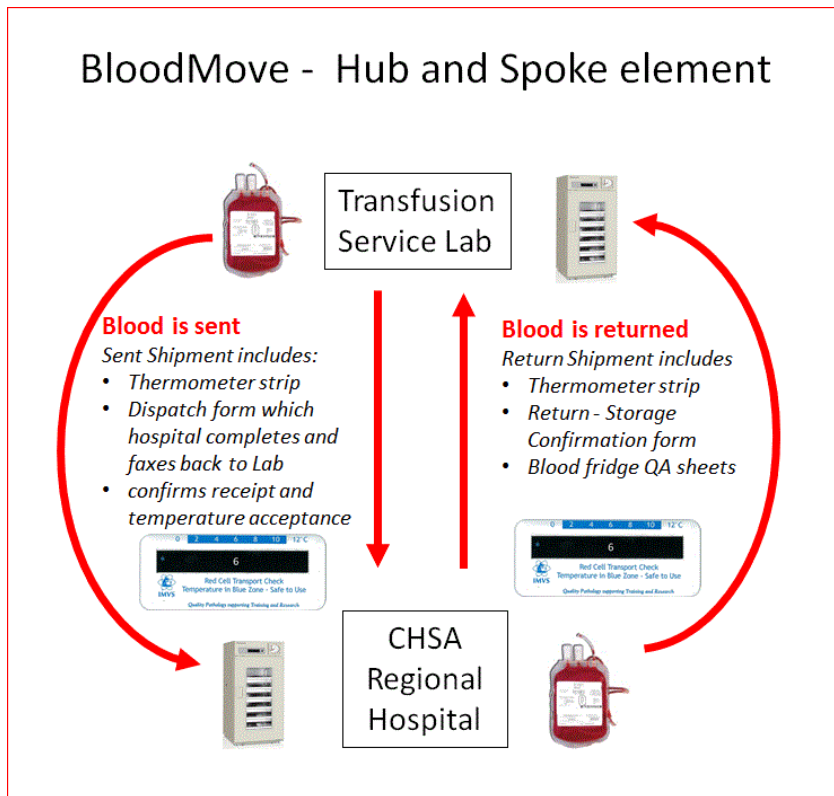 BloodMove -  Hub and Spoke element
Transfusion
Service Lab
Blood is sent
Sent Shipment includes:
• Thermometer strip
• Dispatch form which
hospital completes and
faxes back to Lab
• confirms receipt and
temperature acceptance
Blood is returned
Return Shipment includes
• Thermometer strip
• Return - Storage
Confirmation form
• Blood fridge QA sheets
0 2 4 6 8 10 12°C
6
Red Cell Transport Check
Temperature In Blue Zone - Safe to Use
IMVS
Quality Pathology supporting Training and Research
0 2 4 6 8 10 12°C
6
Red Cell Transport Check
Temperature In Blue Zone - Safe to Use
IMVS
Quality Pathology supporting Training and Research
CHSA
Regional
Hospital